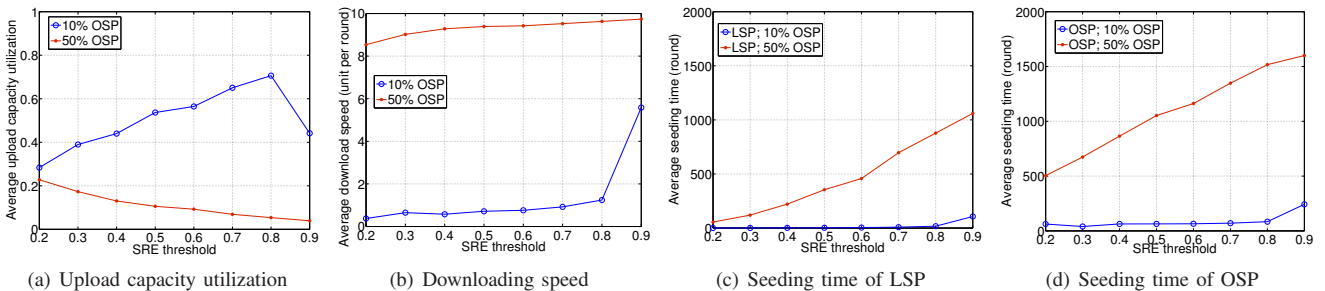 Average upload capacity utilization
1
0.8
0.6
0.4
0.2
0
10% OSP
50% OSP
0.2 0.3 0.4 0.5 0.6 0.7 0.8 0.9
SRE threshold
(a) Upload capacity utilization
Average download speed (unit per round)
10
8
6
4
2
0
10% OSP
50% OSP
0.2 0.3 0.4 0.5 0.6 0.7 0.8 0.9
SRE threshold
(b) Downloading speed
Average seeding time (round)
2000
1500
1000
500
0
LSP; 10% OSP
LSP; 50% OSP
0.2 0.3 0.4 0.5 0.6 0.7 0.8 0.9
SRE threshold
(c) Seeding time of LSP
Average seeding time (round)
2000
1500
1000
500
0
OSP; 10% OSP
OSP; 50% OSP
0.2 0.3 0.4 0.5 0.6 0.7 0.8 0.9
SRE threshold
(d) Seeding time of OSP